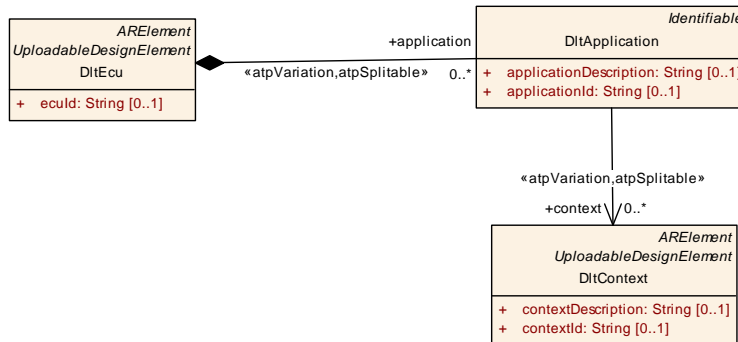 ARElement
UploadableDesignElement
DltEcu
+ ecuId: String [0..1]
+application
«atpVariation,atpSplitable»
0..*
Identifiable
DltApplication
+ applicationDescription: String [0..1]
+ applicationId: String [0..1]
«atpVariation,atpSplitable»
+context
0..*
ARElement
UploadableDesignElement
DltContext
+ contextDescription: String [0..1]
+ contextId: String [0..1]